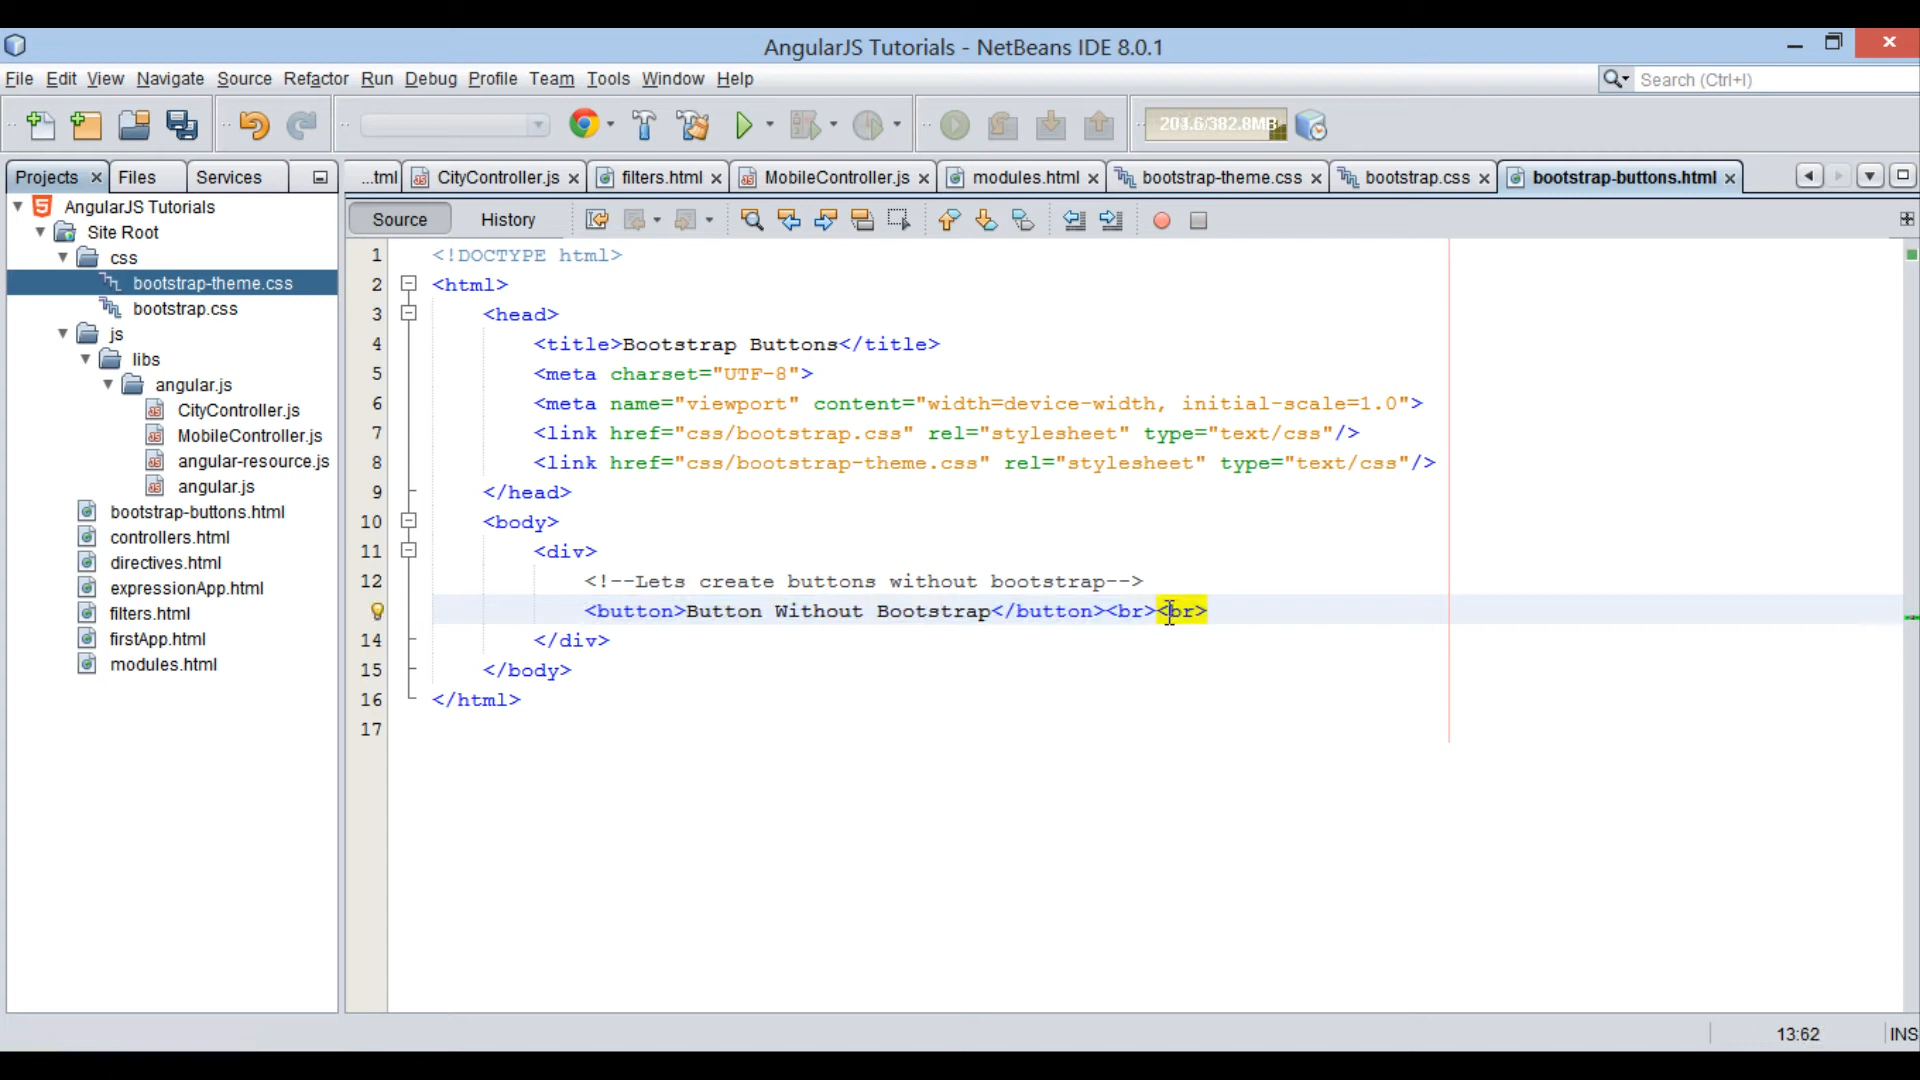 AngularJS Tutorials - NetBeans IDE 8.0.1
File Edit View Navigate Source Refactor Run Debug Profile Team Tools Window Help
Search (Ctrl+I)
204.6/382.8MB
Projects Files Services
...tml CityController.js filters.html MobileController.js modules.html bootstrap-theme.css bootstrap.css bootstrap-buttons.html
Source History
AngularJS Tutorials
Site Root
css
bootstrap-theme.css
bootstrap.css
js
libs
angular.js
CityController.js
MobileController.js
angular-resource.js
angular.js
bootstrap-buttons.html
controllers.html
directives.html
expressionApp.html
filters.html
firstApp.html
modules.html
1 <!DOCTYPE html>
2 <html>
3 <head>
4 <title>Bootstrap Buttons</title>
5 <meta charset="UTF-8">
6 <meta name="viewport" content="width=device-width, initial-scale=1.0">
7 <link href="css/bootstrap.css" rel="stylesheet" type="text/css"/>
8 <link href="css/bootstrap-theme.css" rel="stylesheet" type="text/css"/>
9 </head>
10 <body>
11 <div>
12 <!--Lets create buttons without bootstrap-->
<button>Button Without Bootstrap</button><br><br>
14 </div>
15 </body>
16 </html>
17
13:62 INS